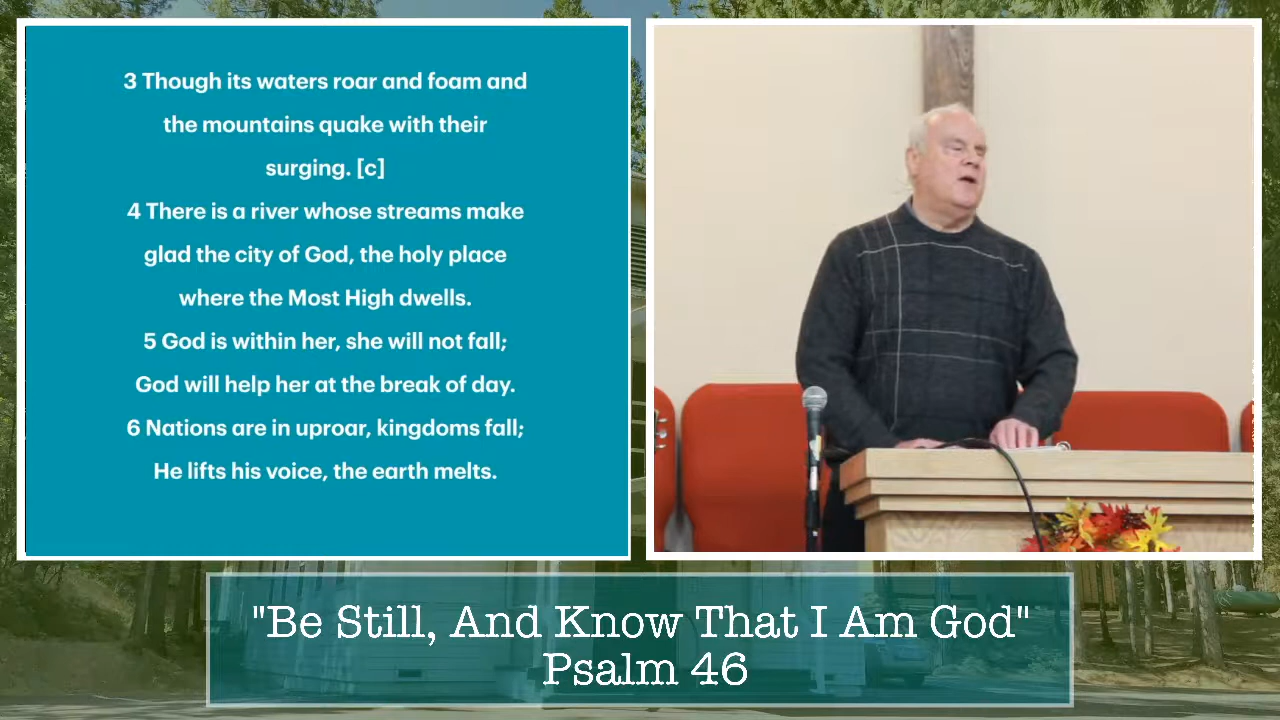 3 Though its waters roar and foam and
the mountains quake with their
surging. [c]
4 There is a river whose streams make
glad the city of God, the holy place
where the Most High dwells.
5 God is within her, she will not fall;
God will help her at the break of day.
6 Nations are in uproar, kingdoms fall;
He lifts his voice, the earth melts.
"Be Still, And Know That I Am God"
Psalm 46